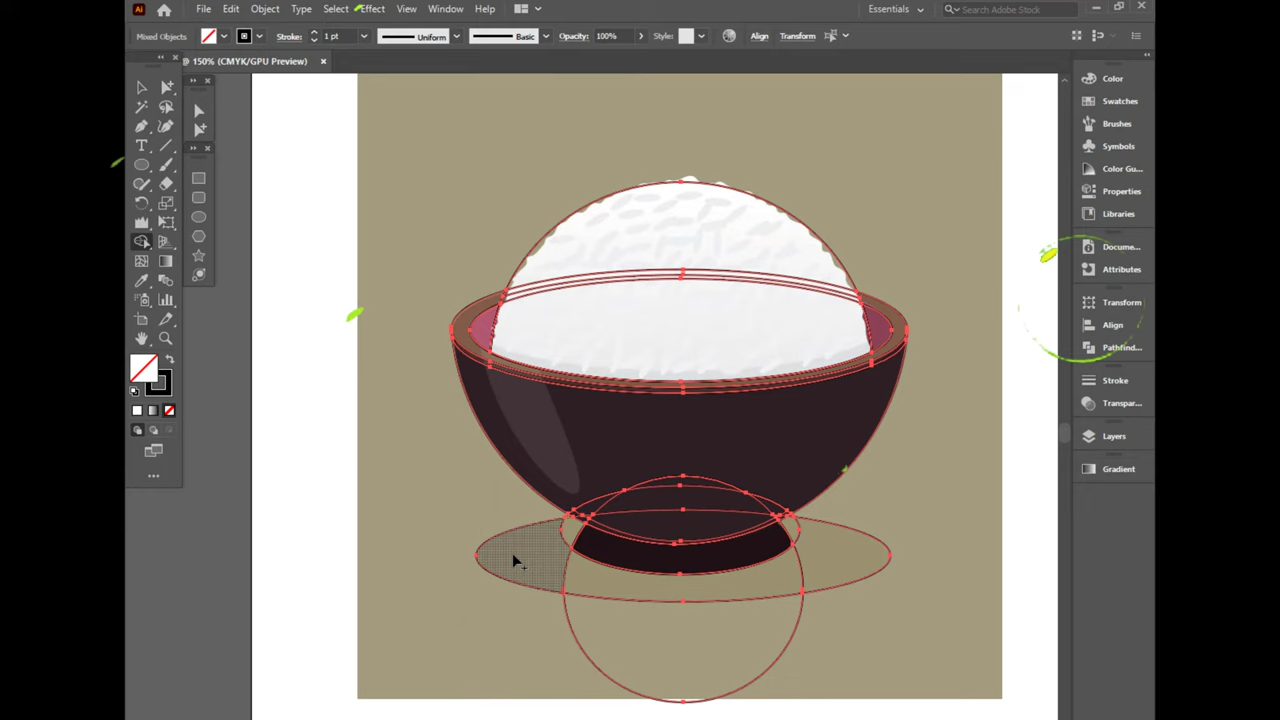 Ai File Edit Object Type Select Effect View Window Help Essentials Search Adobe Stock
Mixed Objects Stroke: 1 pt Uniform Basic Opacity: 100% Style: Align Transform
@ 150% (CMYK/GPU Preview)
Color
Swatches
Brushes
Symbols
Color Gu...
Properties
Libraries
Docume...
Attributes
Transform
Align
Pathfind...
Stroke
Transpar...
Layers
Gradient
T